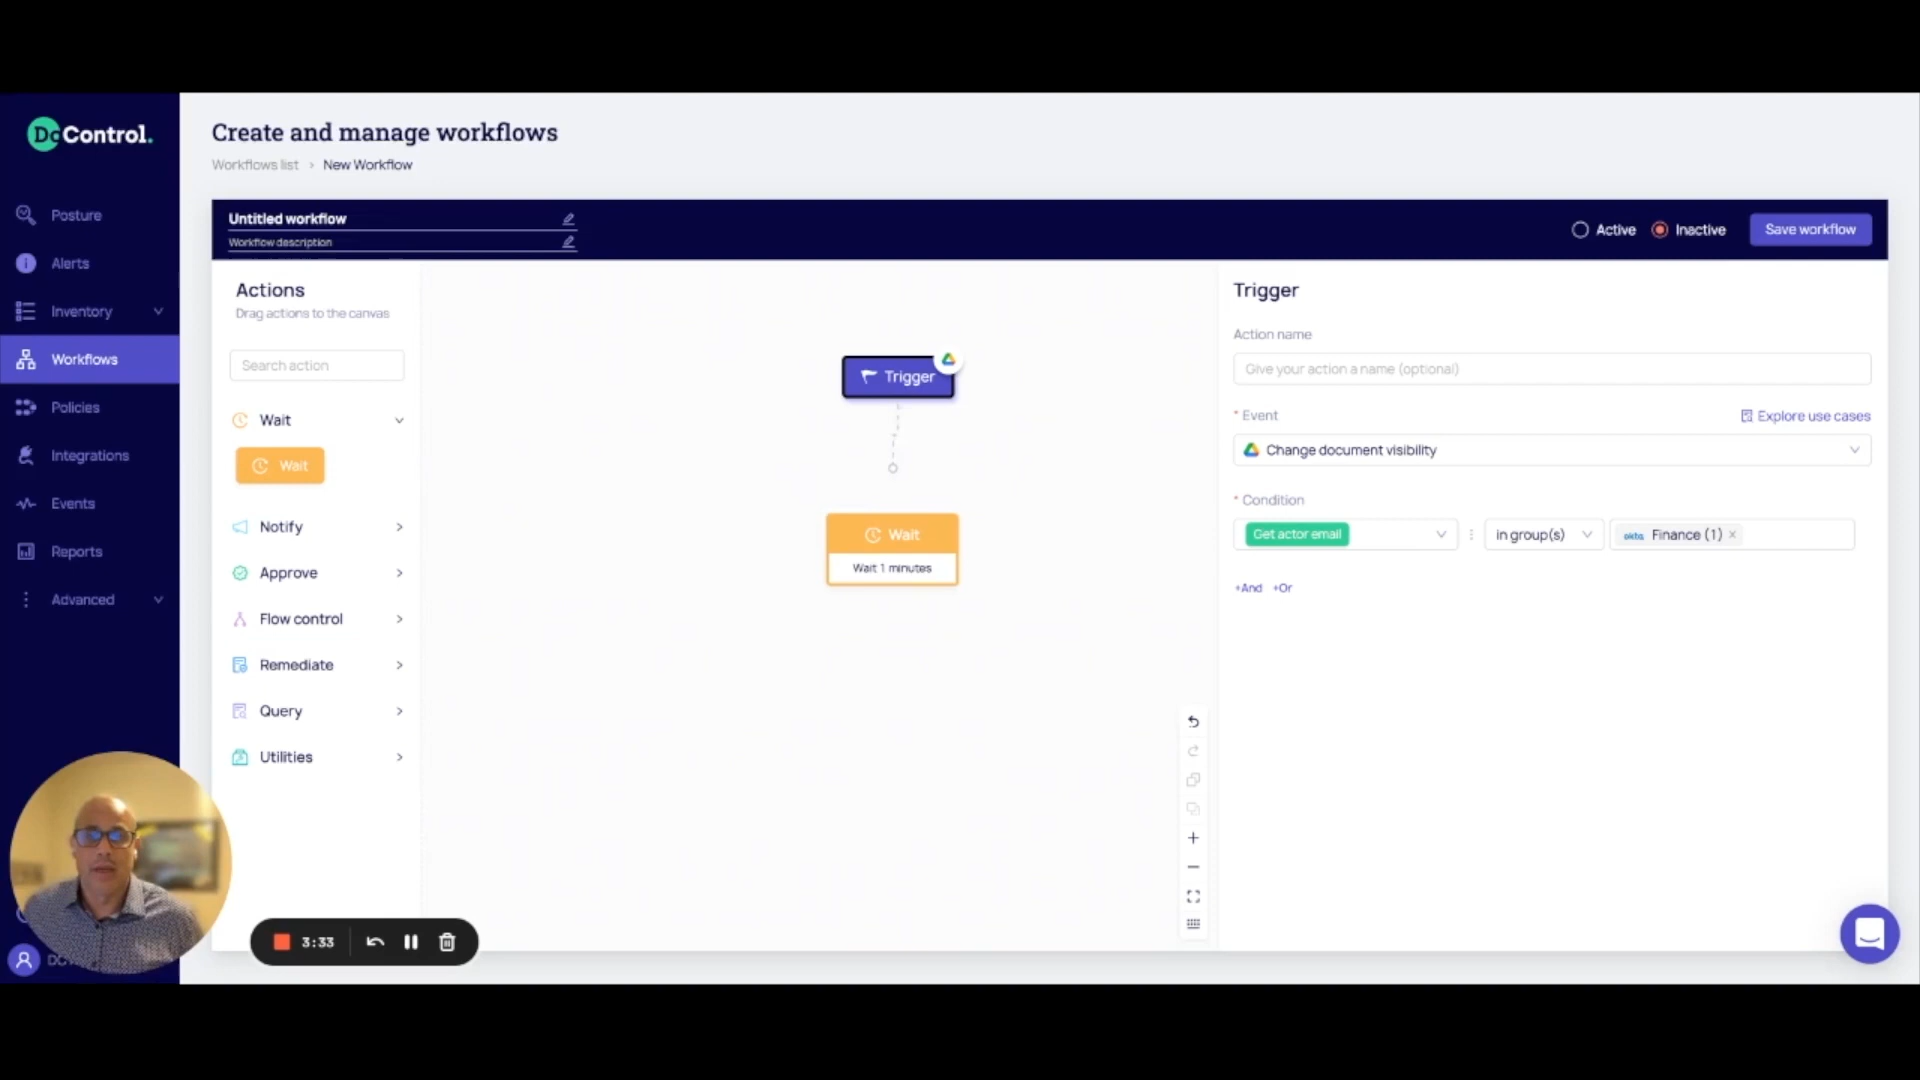 DoControl.
Create and manage workflows
Workflows list > New Workflow
Posture
Alerts
Inventory
Workflows
Policies
Integrations
Events
Reports
Advanced
Untitled workflow
Workflow description
Active
Inactive
Save workflow
Actions
Drag actions to the canvas
Search action
Wait
Wait
Notify
Approve
Flow control
Remediate
Query
Utilities
Trigger
Wait
Wait 1 minutes
Trigger
Action name
Give your action a name (optional)
* Event
Explore use cases
Change document visibility
* Condition
Get actor email
in group(s)
okta Finance (1) ×
+And +Or
3:33